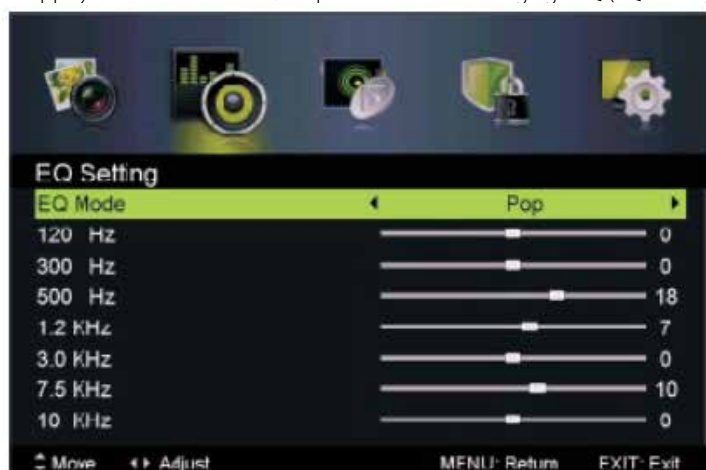 EQ Setting
EQ Mode Pop
120 Hz 0
300 Hz 0
500 Hz 18
1.2 KHz 7
3.0 KHz 0
7.5 KHz 10
10 KHz 0
Move Adjust MENU: Return EXIT: Exit